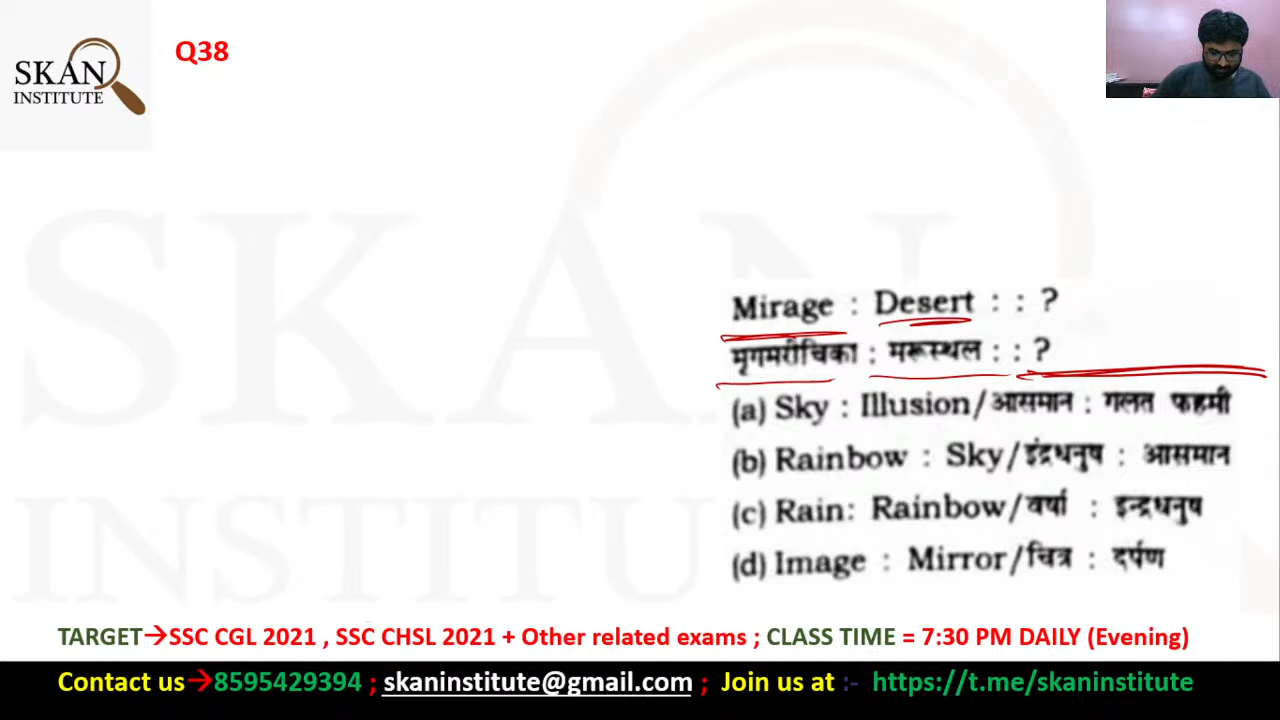 SKAN
INSTITUTE
Q38
Mirage : Desert : : ?
मृगमरीचिका : मरूस्थल : : ?
(a) Sky : Illusion/आसमान : गलत फहमी
(b) Rainbow : Sky/इंद्रधनुष : आसमान
(c) Rain: Rainbow/वर्षा : इन्द्रधनुष
(d) Image : Mirror/चित्र : दर्पण
SKAN
INSTITU
TARGET→SSC CGL 2021 , SSC CHSL 2021 + Other related exams ; CLASS TIME = 7:30 PM DAILY (Evening)
Contact us→8595429394 ; skaninstitute@gmail.com ; Join us at :- https://t.me/skaninstitute